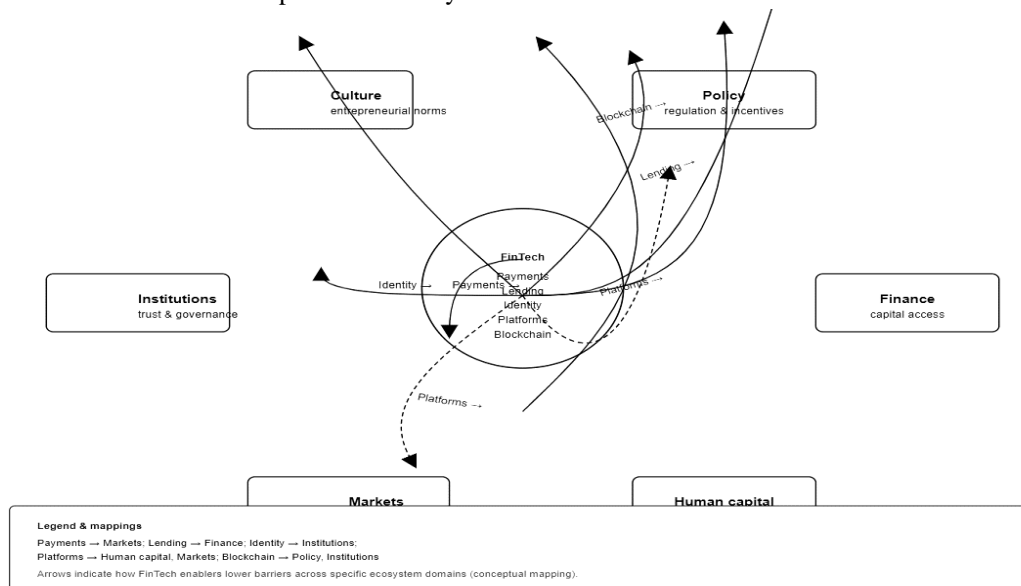 Culture
entrepreneurial norms
Policy
regulation & incentives
Blockchain →
Lending →
FinTech
Payments
Lending
Identity
Platforms
Blockchain
Identity →
Payments →
Platforms →
Institutions
trust & governance
Finance
capital access
Platforms →
Markets
Human capital
Legend & mappings
Payments → Markets; Lending → Finance; Identity → Institutions;
Platforms → Human capital, Markets; Blockchain → Policy, Institutions
Arrows indicate how FinTech enables lower barriers across specific ecosystem domains (conceptual mapping).